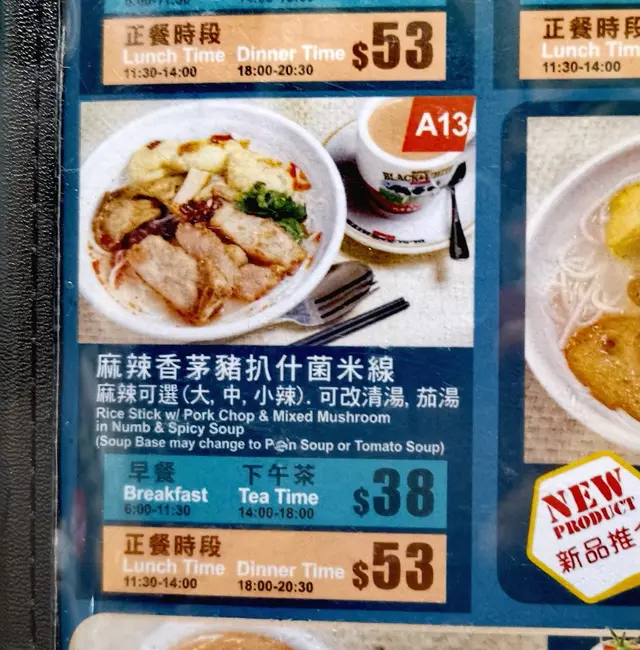 正餐時段
Lunch Time Dinner Time $53
11:30-14:00 18:00-20:30
正餐時段
Lunch Time
11:30-14:00
A13
麻辣香茅豬扒什菌米線
麻辣可選(大, 中, 小辣). 可改清湯, 茄湯
Rice Stick w/ Pork Chop & Mixed Mushroom
in Numb & Spicy Soup
(Soup Base may change to Soup or Tomato Soup)
早餐 下午茶
Breakfast Tea Time $38
6:00-11:30 14:00-18:00
正餐時段
Lunch Time Dinner Time $53
11:30-14:00 18:00-20:30
NEW
PRODUCT
新品推